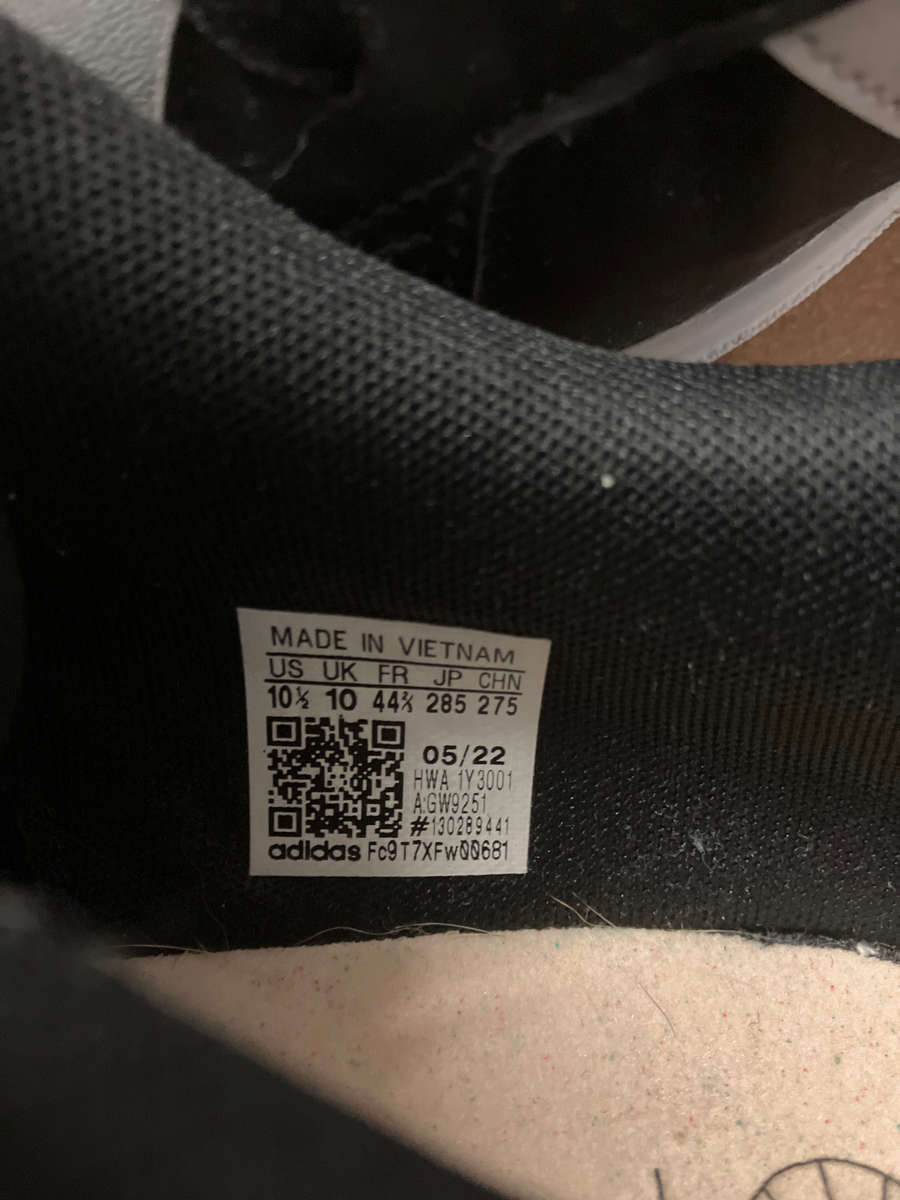 MADE IN VIETNAM
US UK FR JP CHN
10½ 10 44⅔ 285 275
05/22
HWA 1Y3001
A:GW9251
#130289441
adidas Fc9T7XFw00681